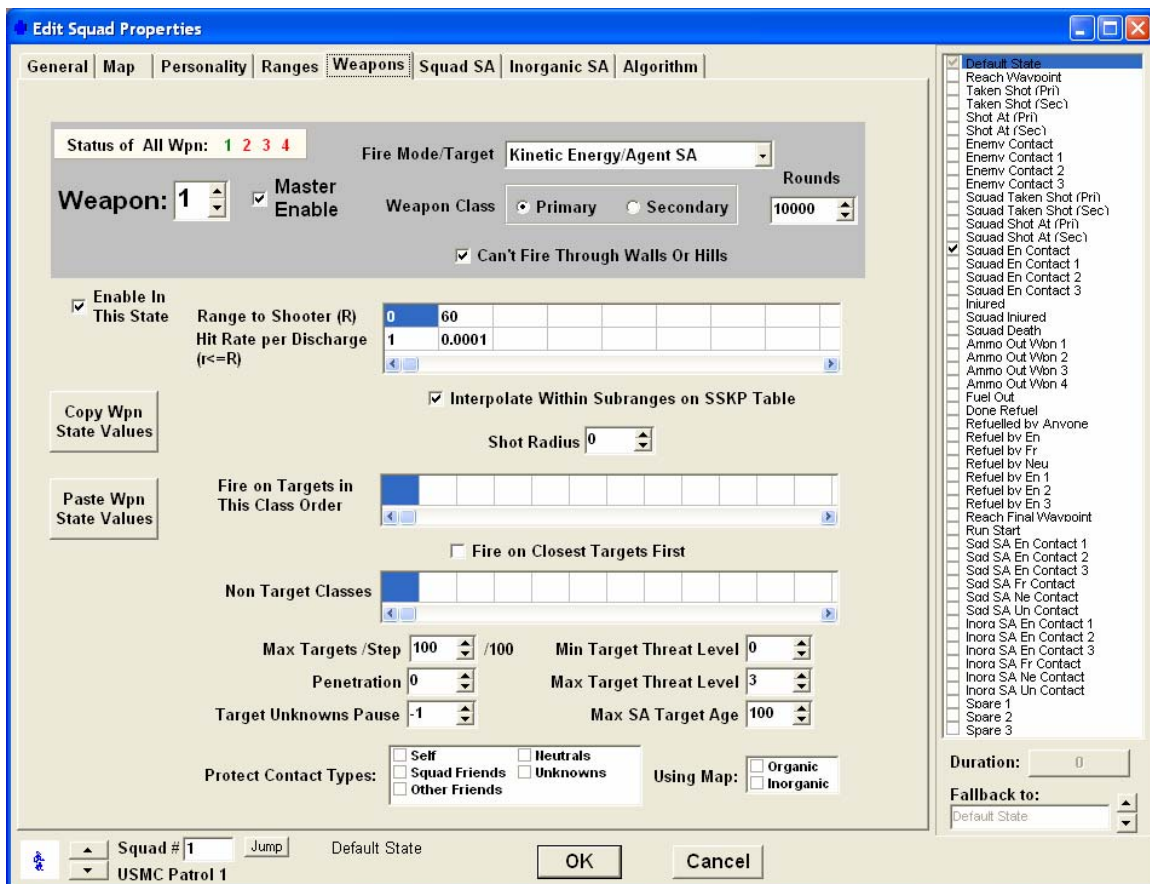 Edit Squad Properties
General Map Personality Ranges Weapons Squad SA Inorganic SA Algorithm
Status of All Wpn: 1 2 3 4
Fire Mode/Target Kinetic Energy/Agent SA
Weapon: 1
Master Enable
Weapon Class Primary Secondary
Rounds
10000
Can't Fire Through Walls Or Hills
Enable In
This State
Range to Shooter (R) 0 60
Hit Rate per Discharge 1 0.0001
(r<=R)
Interpolate Within Subranges on SSKP Table
Copy Wpn
State Values
Shot Radius 0
Paste Wpn
State Values
Fire on Targets in
This Class Order
Fire on Closest Targets First
Non Target Classes
Max Targets /Step 100 /100 Min Target Threat Level 0
Penetration 0 Max Target Threat Level 3
Target Unknowns Pause -1 Max SA Target Age 100
Protect Contact Types: Self Neutrals
Squad Friends Unknowns
Other Friends
Using Map: Organic
Inorganic
Default State
Reach Waypoint
Taken Shot (Pri)
Taken Shot (Sec)
Shot At (Pri)
Shot At (Sec)
Enemy Contact
Enemy Contact 1
Enemy Contact 2
Enemy Contact 3
Squad Taken Shot (Pri)
Squad Taken Shot (Sec)
Squad Shot At (Pri)
Squad Shot At (Sec)
Squad En Contact
Squad En Contact 1
Squad En Contact 2
Squad En Contact 3
Injured
Squad Injured
Squad Death
Ammo Out Wpn 1
Ammo Out Wpn 2
Ammo Out Wpn 3
Ammo Out Wpn 4
Fuel Out
Done Refuel
Refuelled by Anyone
Refuel by En
Refuel by Fr
Refuel by Neu
Refuel by En 1
Refuel by En 2
Refuel by En 3
Reach Final Waypoint
Run Start
Sqd SA En Contact 1
Sqd SA En Contact 2
Sqd SA En Contact 3
Sqd SA Fr Contact
Sqd SA Ne Contact
Sqd SA Un Contact
Inorg SA En Contact 1
Inorg SA En Contact 2
Inorg SA En Contact 3
Inorg SA Fr Contact
Inorg SA Ne Contact
Inorg SA Un Contact
Spare 1
Spare 2
Spare 3
Duration: 0
Fallback to:
Default State
Squad # 1 Jump Default State
USMC Patrol 1
OK Cancel